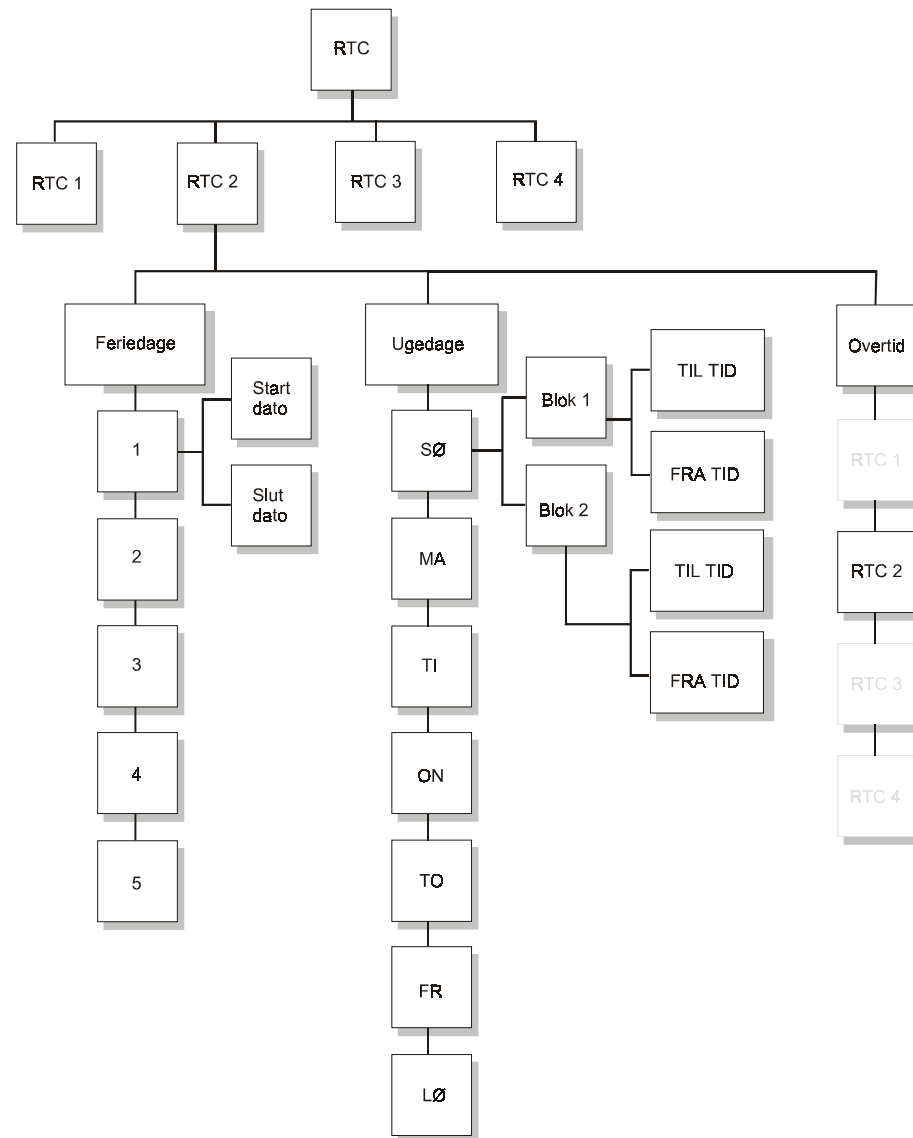 RTC
RTC 1
RTC 2
RTC 3
RTC 4
Feriedage
1
Start
dato
Slut
dato
2
3
4
5
Ugedage
SØ
Blok 1
TIL TID
FRA TID
Blok 2
TIL TID
FRA TID
MA
TI
ON
TO
FR
LØ
Overtid
RTC 1
RTC 2
RTC 3
RTC 4